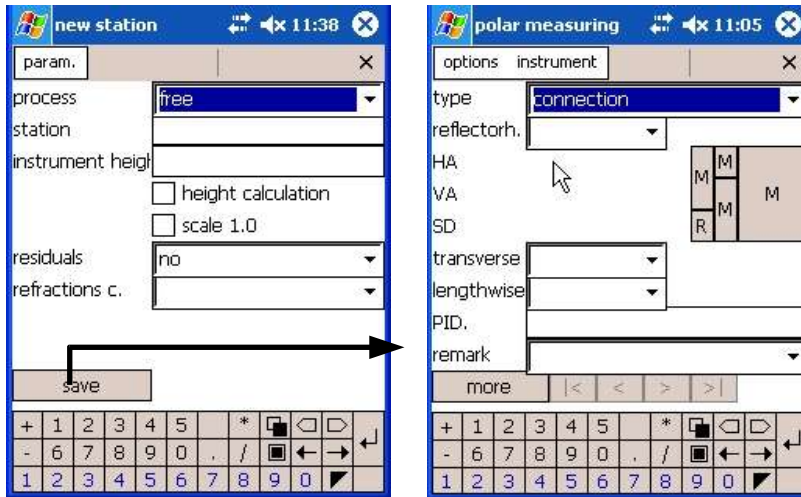 new station 11:38
param.
process free
station
instrument heigh
height calculation
scale 1.0
residuals no
refractions c.
save
+ 1 2 3 4 5 *
- 6 7 8 9 0 . /
1 2 3 4 5 6 7 8 9 0
polar measuring 11:05
options instrument
type connection
reflectorh.
HA
VA
SD
M M M M R
transverse
lengthwise
PID.
remark
more |< < > >|
+ 1 2 3 4 5 *
- 6 7 8 9 0 . /
1 2 3 4 5 6 7 8 9 0